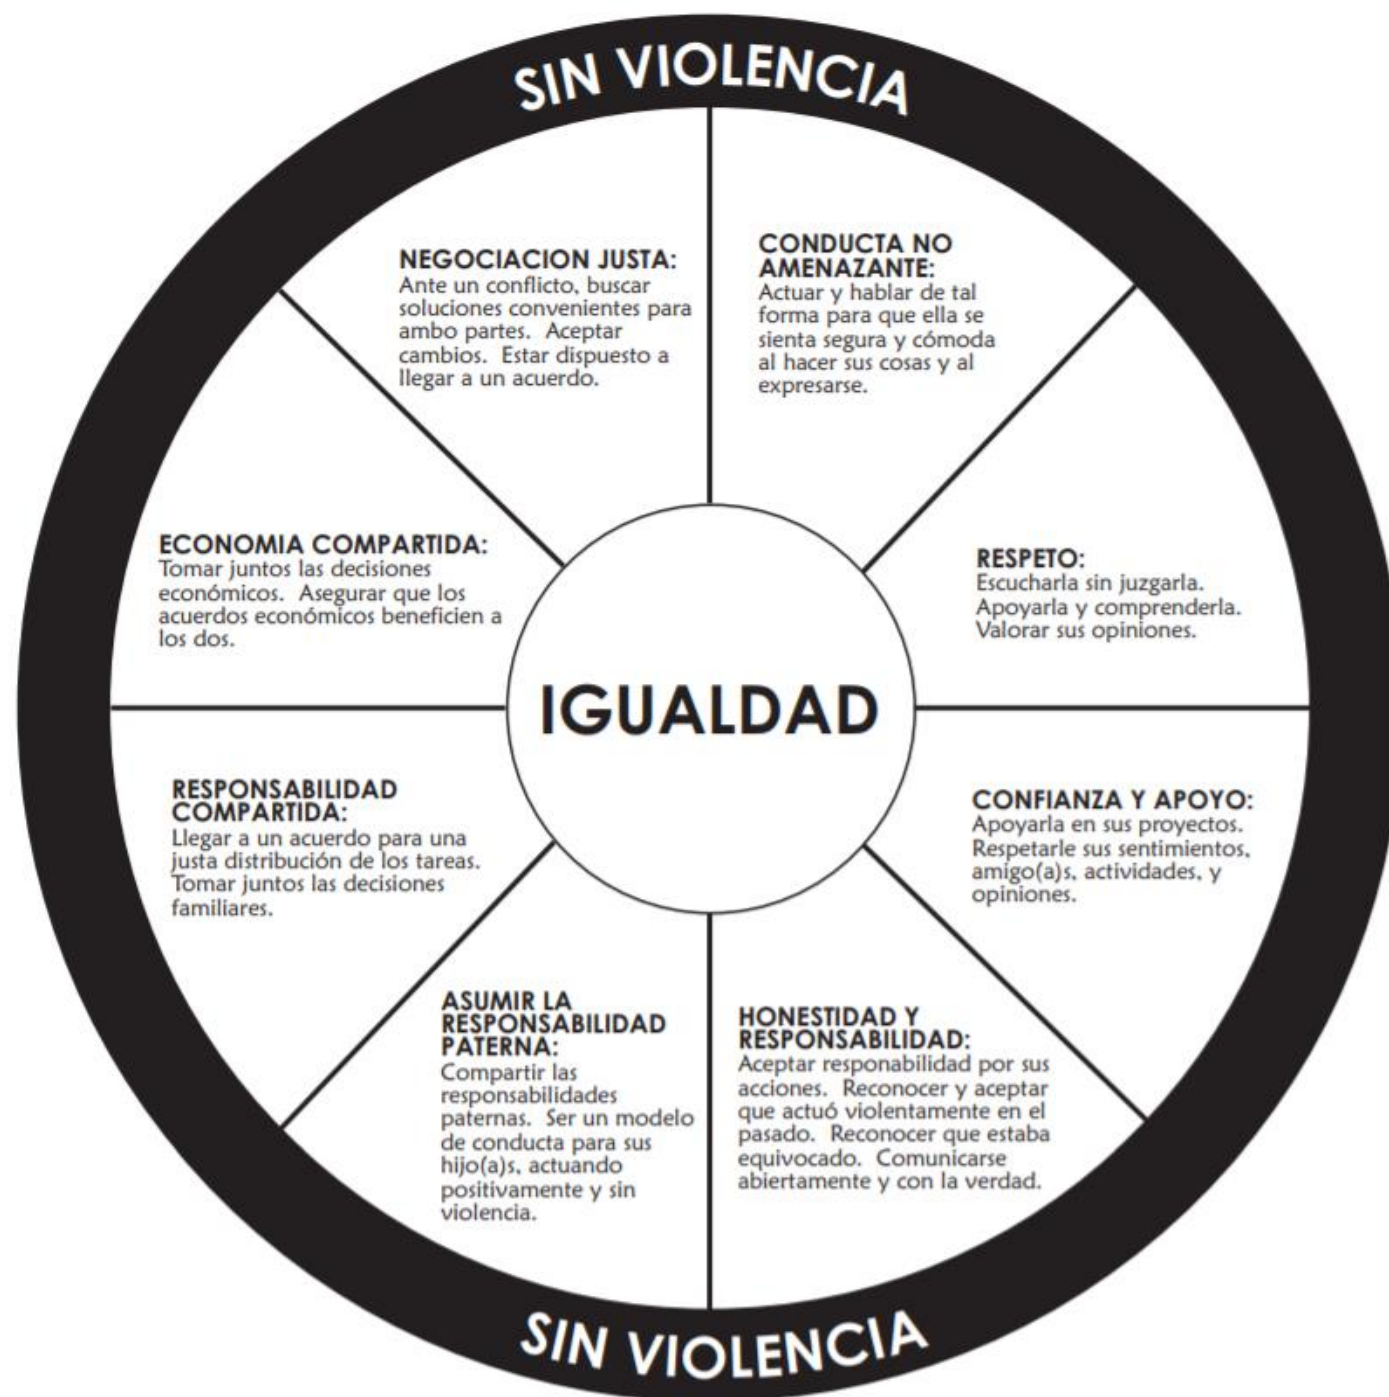 SIN VIOLENCIA
NEGOCIACION JUSTA:
Ante un conflicto, buscar
soluciones convenientes para
ambo partes.  Aceptar
cambios.  Estar dispuesto a
llegar a un acuerdo.
CONDUCTA NO
AMENAZANTE:
Actuar y hablar de tal
forma para que ella se
sienta segura y cómoda
al hacer sus cosas y al
expresarse.
ECONOMIA COMPARTIDA:
Tomar juntos las decisiones
económicos.  Asegurar que los
acuerdos económicos beneficien a
los dos.
RESPETO:
Escucharla sin juzgarla.
Apoyarla y comprenderla.
Valorar sus opiniones.
IGUALDAD
RESPONSABILIDAD
COMPARTIDA:
Llegar a un acuerdo para una
justa distribución de los tareas.
Tomar juntos las decisiones
familiares.
CONFIANZA Y APOYO:
Apoyarla en sus proyectos.
Respetarle sus sentimientos,
amigo(a)s, actividades, y
opiniones.
ASUMIR LA
RESPONSABILIDAD
PATERNA:
Compartir las
responsabilidades
paternas.  Ser un modelo
de conducta para sus
hijo(a)s, actuando
positivamente y sin
violencia.
HONESTIDAD Y
RESPONSABILIDAD:
Aceptar responabilidad por sus
acciones.  Reconocer y aceptar
que actuó violentamente en el
pasado.  Reconocer que estaba
equivocado.  Comunicarse
abiertamente y con la verdad.
SIN VIOLENCIA